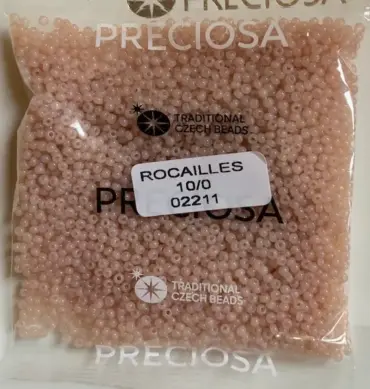 PRECIOSA
PRECIOSA
TRADITIONAL
CZECH BEADS
ROCAILLES
10/0
02211
PRECIOSA
TRADITIONAL
CZECH BEADS
PRECIOSA